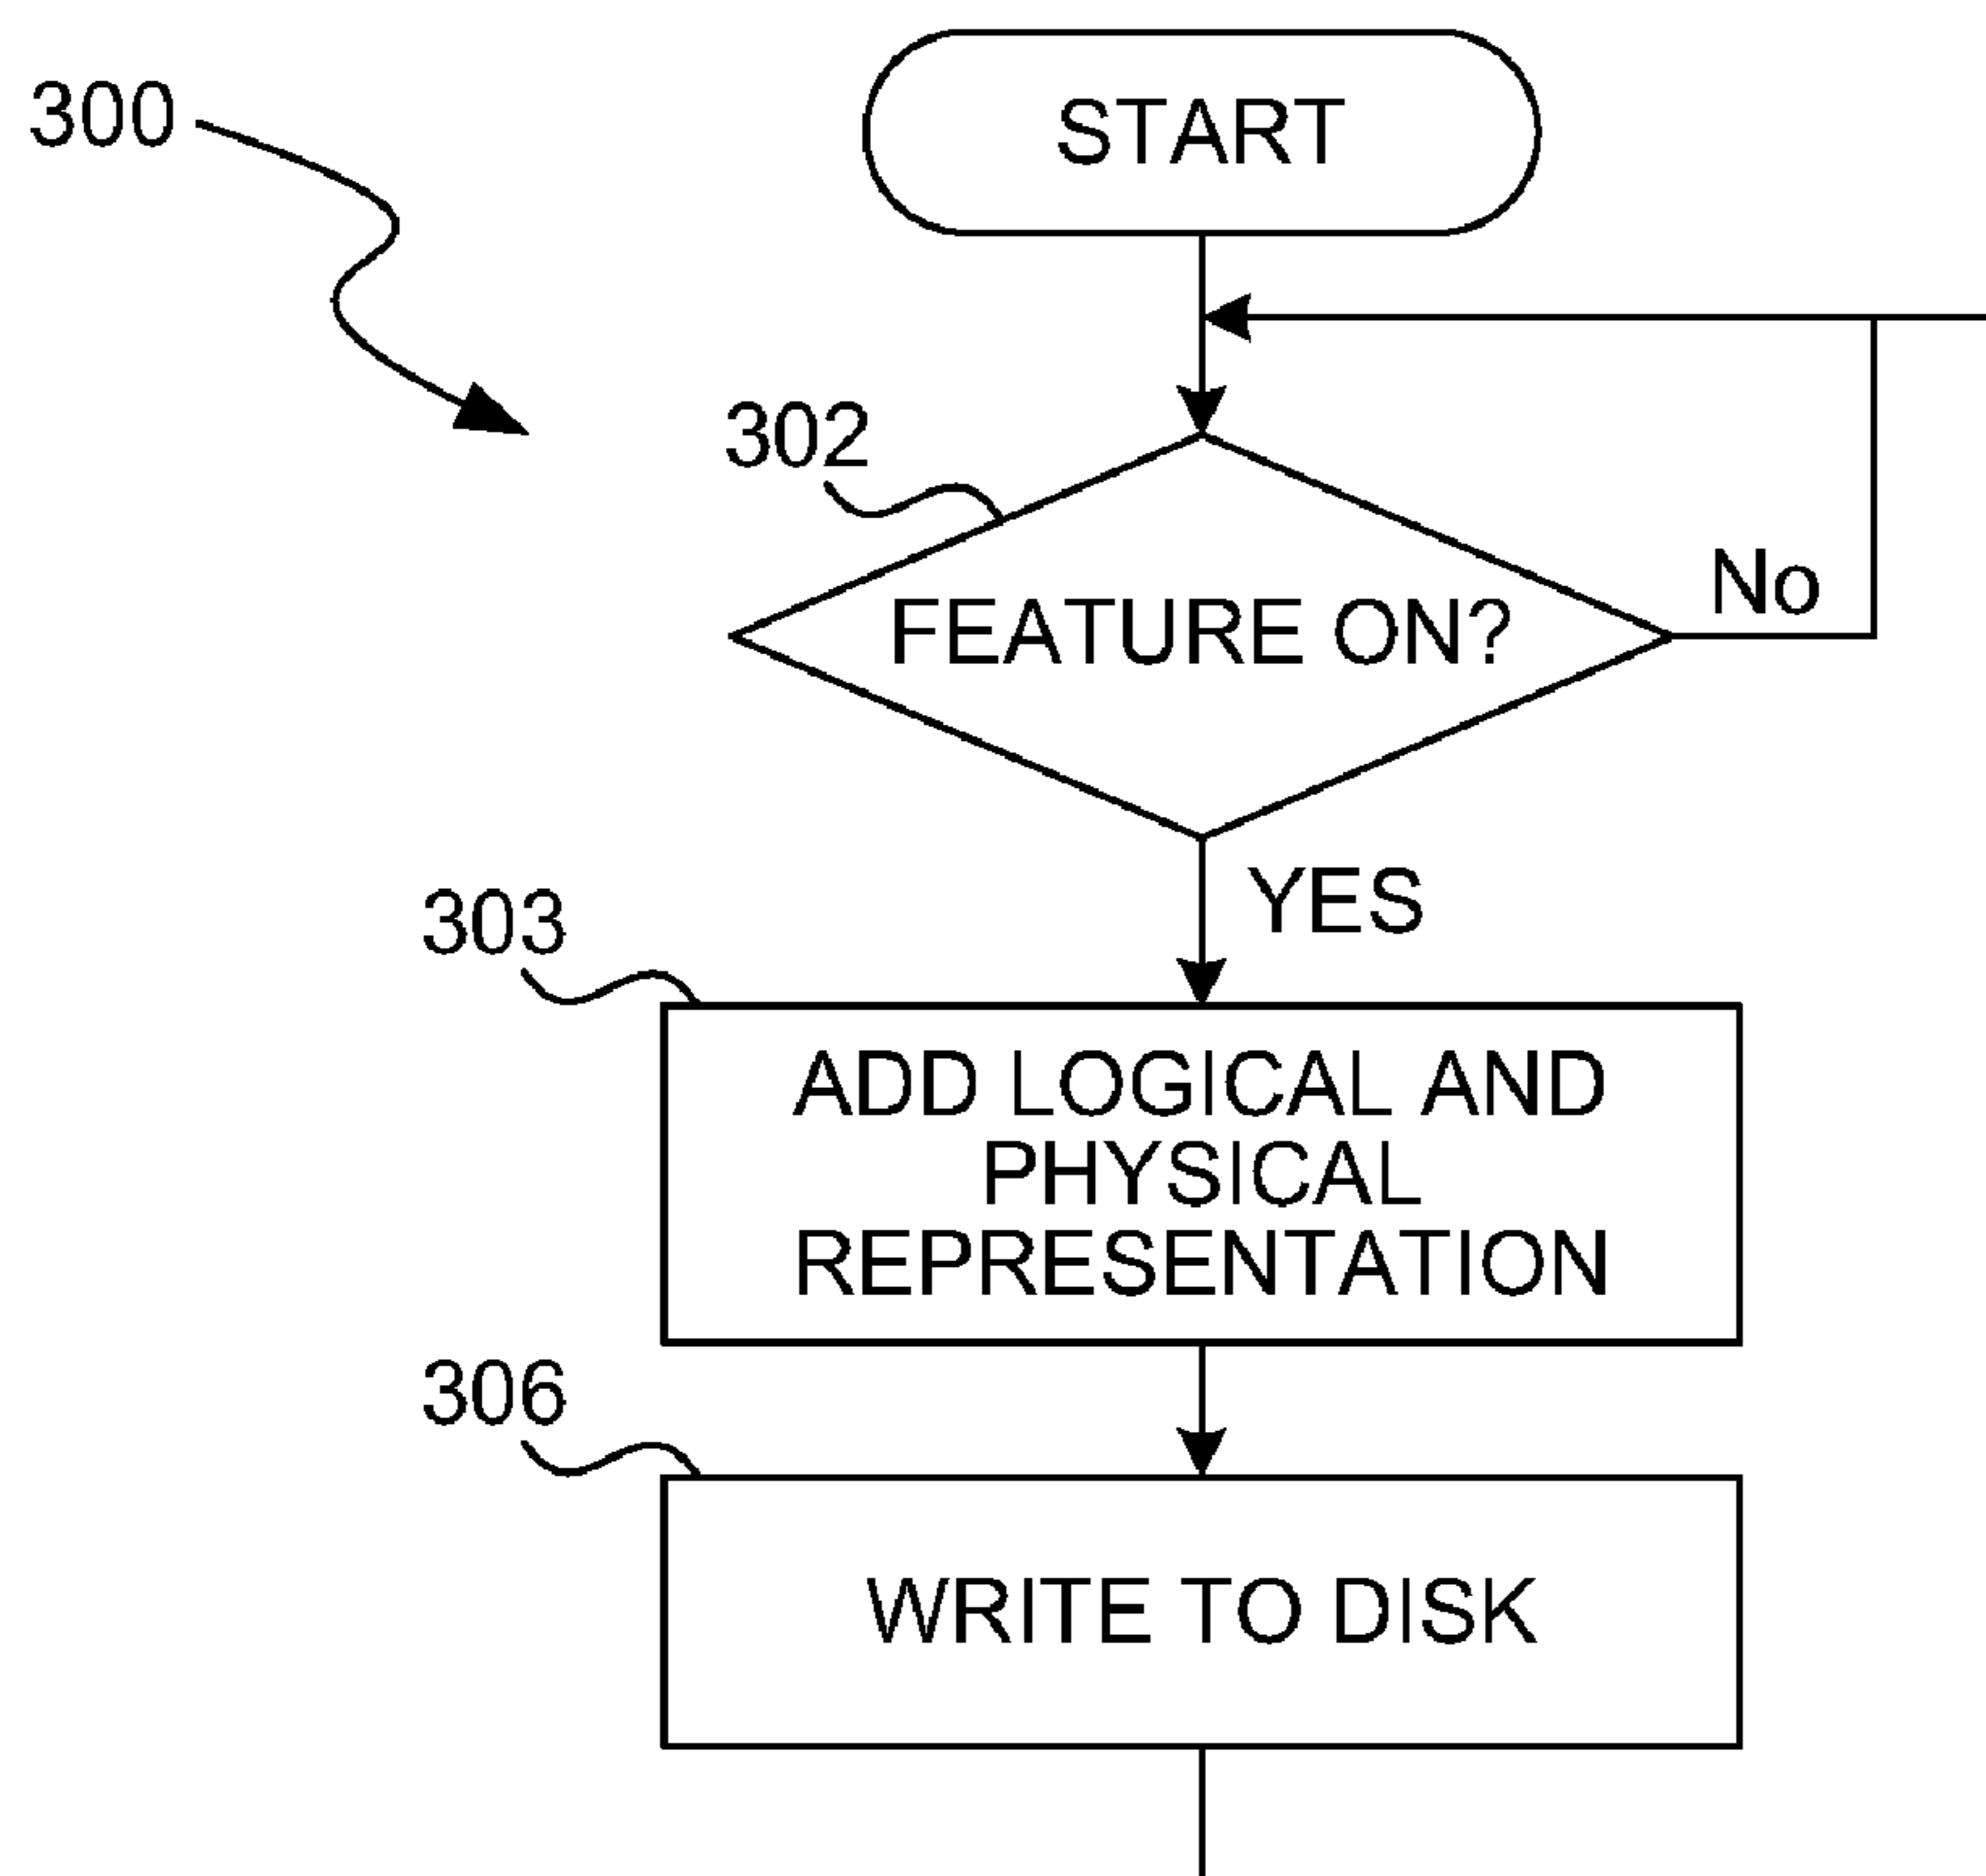 300
START
302
FEATURE ON?
No
YES
303
ADD LOGICAL AND
PHYSICAL
REPRESENTATION
306
WRITE TO DISK